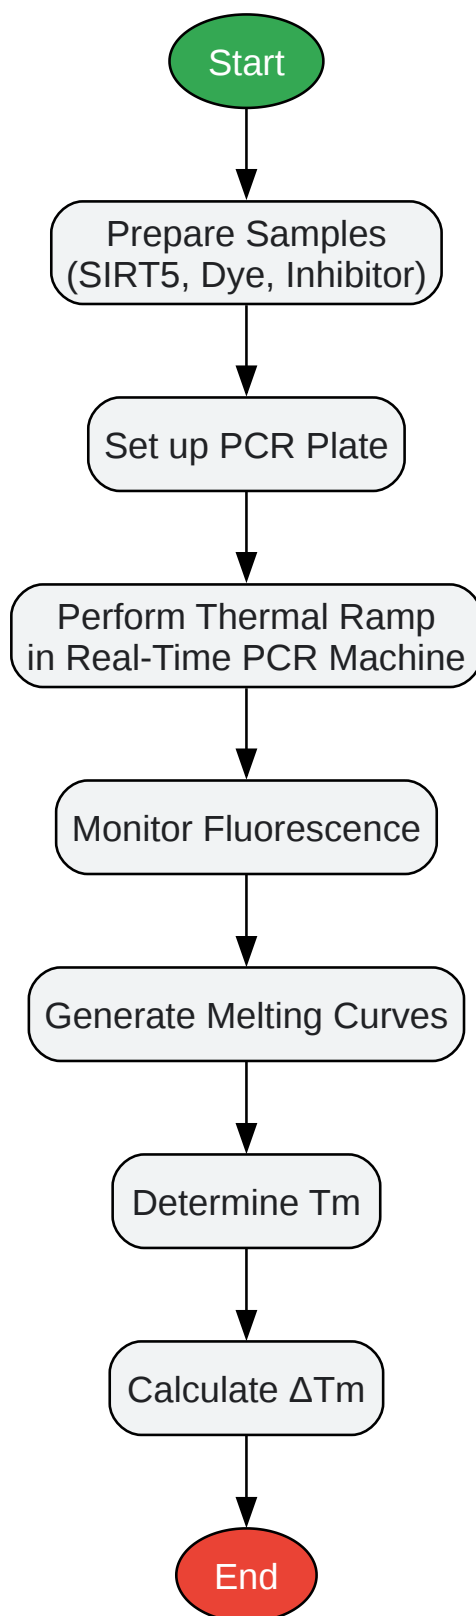 Start
Prepare Samples
(SIRT5, Dye, Inhibitor)
Set up PCR Plate
Perform Thermal Ramp
in Real-Time PCR Machine
Monitor Fluorescence
Generate Melting Curves
Determine Tm
Calculate ΔTm
End